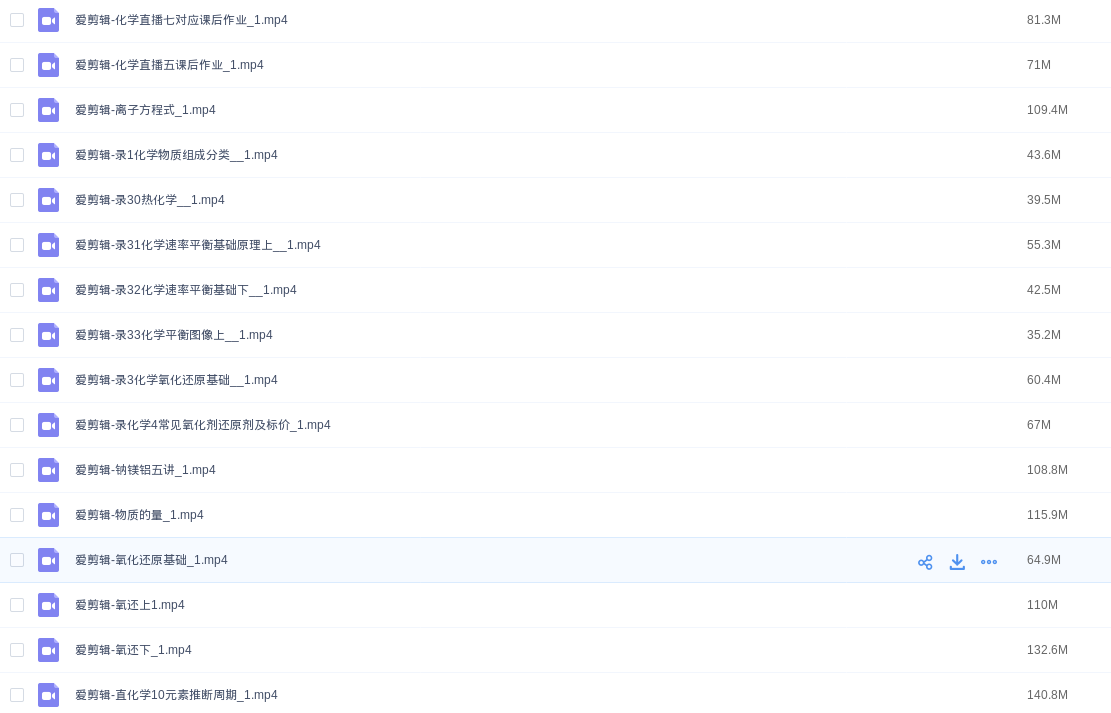 爱剪辑-化学直播七对应课后作业_1.mp4 81.3M
爱剪辑-化学直播五课后作业_1.mp4 71M
爱剪辑-离子方程式_1.mp4 109.4M
爱剪辑-录1化学物质组成分类__1.mp4 43.6M
爱剪辑-录30热化学__1.mp4 39.5M
爱剪辑-录31化学速率平衡基础原理上__1.mp4 55.3M
爱剪辑-录32化学速率平衡基础下__1.mp4 42.5M
爱剪辑-录33化学平衡图像上__1.mp4 35.2M
爱剪辑-录3化学氧化还原基础__1.mp4 60.4M
爱剪辑-录化学4常见氧化剂还原剂及标价_1.mp4 67M
爱剪辑-钠镁铝五讲_1.mp4 108.8M
爱剪辑-物质的量_1.mp4 115.9M
爱剪辑-氧化还原基础_1.mp4 64.9M
爱剪辑-氧还上1.mp4 110M
爱剪辑-氧还下_1.mp4 132.6M
爱剪辑-直化学10元素推断周期_1.mp4 140.8M